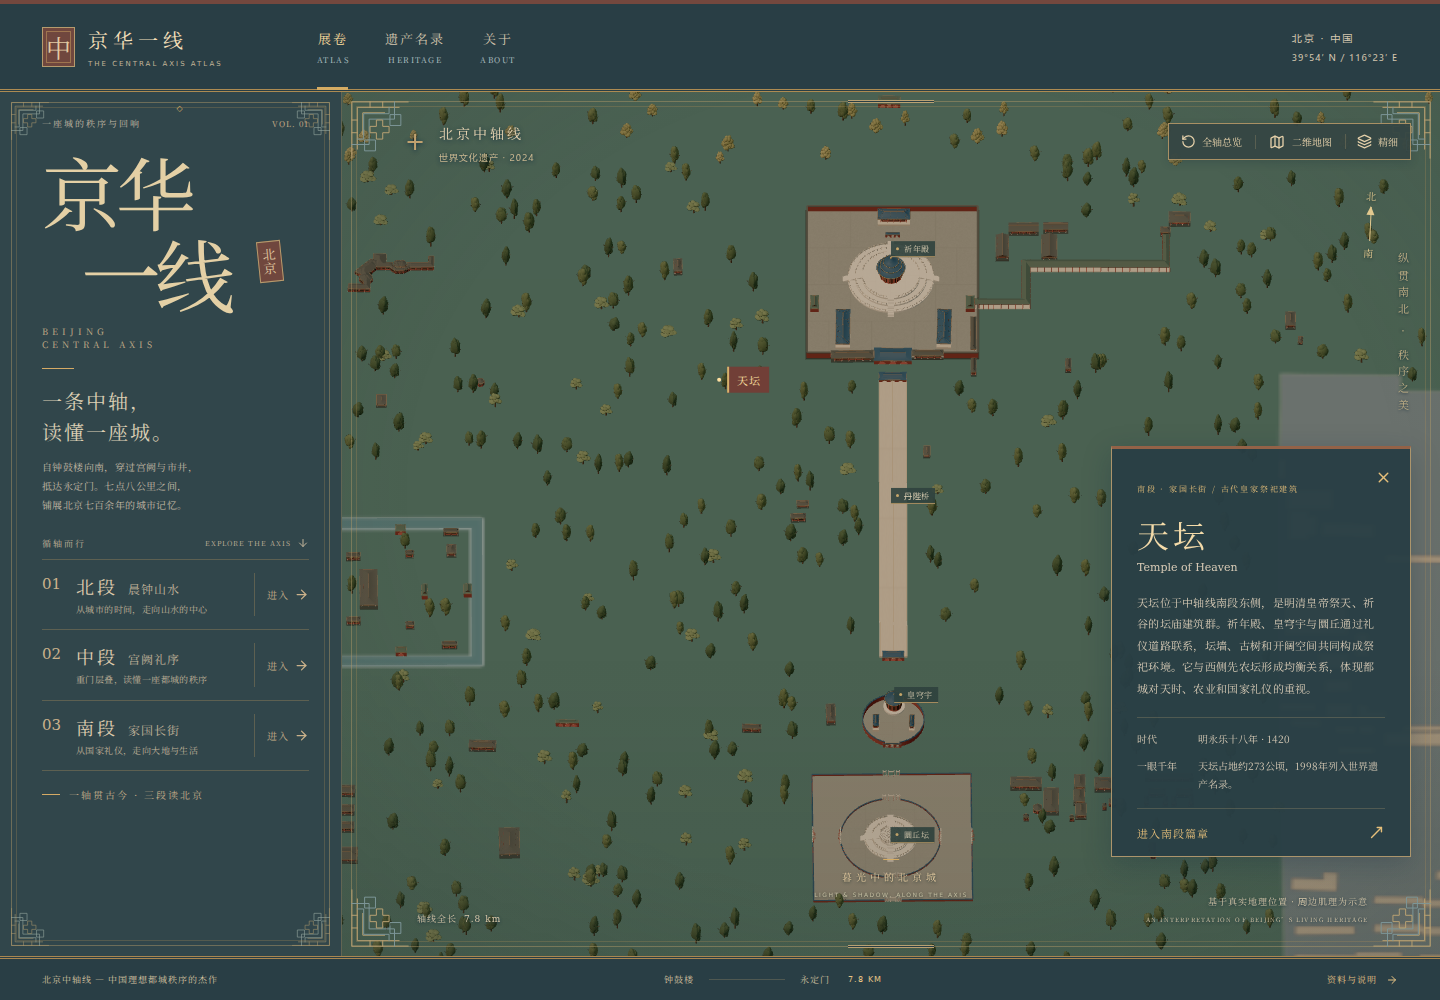 中
京华一线
THE CENTRAL AXIS ATLAS
展卷
ATLAS
遗产名录
HERITAGE
关于
ABOUT
北京 · 中国
39°54′ N / 116°23′ E
一座城的秩序与回响
VOL. 01
京华
一线
北京
BEIJING
CENTRAL AXIS
一条中轴，
读懂一座城。
自钟鼓楼向南，穿过宫阙与市井，
抵达永定门。七点八公里之间，
铺展北京七百余年的城市记忆。
循轴而行
EXPLORE THE AXIS
01
北段 晨钟山水
从城市的时间，走向山水的中心
进入
02
中段 宫阙礼序
重门层叠，读懂一座都城的秩序
进入
03
南段 家国长街
从国家礼仪，走向大地与生活
进入
一轴贯古今 · 三段读北京
北京中轴线
世界文化遗产 · 2024
全轴总览
二维地图
精细
北
南
纵贯南北 · 秩序之美
祈年殿
天坛
丹陛桥
皇穹宇
圜丘坛
暮光中的北京城
LIGHT & SHADOW, ALONG THE AXIS
轴线全长 7.8 km
南段 · 家国长街 / 古代皇家祭祀建筑
天坛
Temple of Heaven
天坛位于中轴线南段东侧，是明清皇帝祭天、祈
谷的坛庙建筑群。祈年殿、皇穹宇与圜丘通过礼
仪道路联系，坛墙、古树和开阔空间共同构成祭
祀环境。它与西侧先农坛形成均衡关系，体现都
城对天时、农业和国家礼仪的重视。
时代
明永乐十八年 · 1420
一眼千年
天坛占地约273公顷，1998年列入世界遗
产名录。
进入南段篇章
基于真实地理位置 · 周边肌理为示意
AN INTERPRETATION OF BEIJING'S LIVING HERITAGE
北京中轴线 — 中国理想都城秩序的杰作
钟鼓楼
永定门
7.8 KM
资料与说明